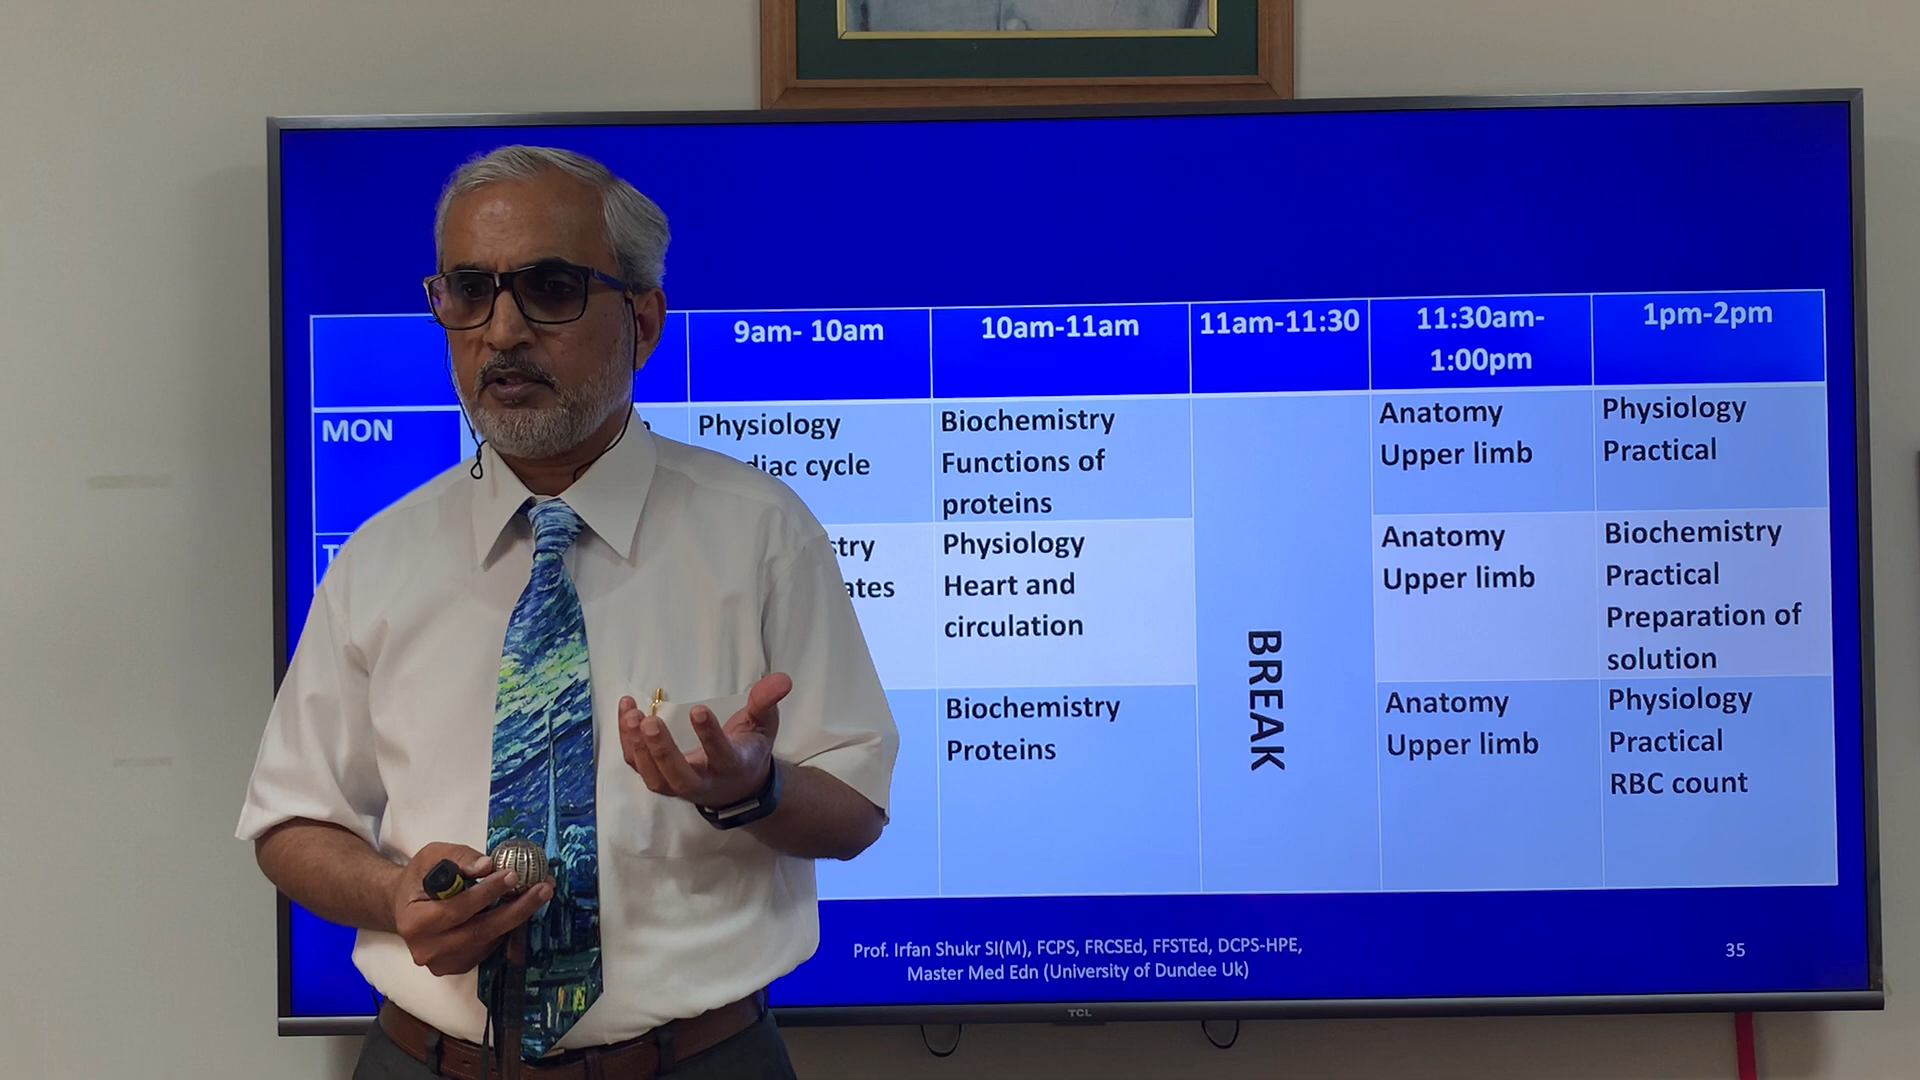 9am- 10am
10am-11am
11am-11:30
11:30am-
1:00pm
1pm-2pm
MON
Physiology
cycle
Biochemistry
Functions of
proteins
Anatomy
Upper limb
Physiology
Practical
Physiology
Heart and
circulation
Anatomy
Upper limb
Biochemistry
Practical
Preparation of
solution
Biochemistry
Proteins
BREAK
Anatomy
Upper limb
Physiology
Practical
RBC count
Prof. Irfan Shukr SI(M), FCPS, FRCSEd, FFSTEd, DCPS-HPE,
Master Med Edn (University of Dundee Uk)
35
TCL